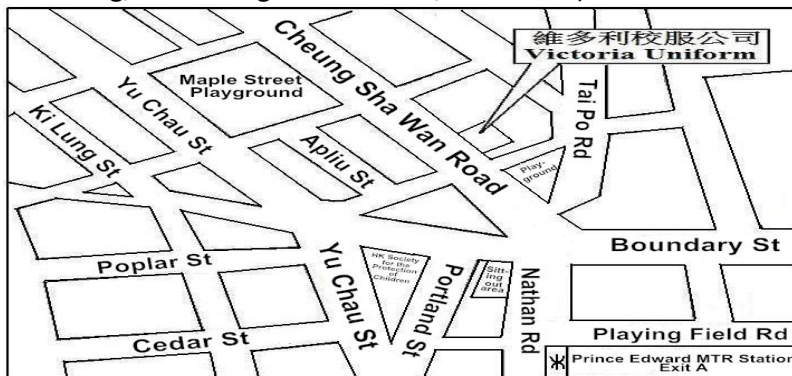 維多利校服公司
Victoria Uniform
Cheung Sha Wan Road
Maple Street
Playground
Yu Chau St
Tai Po Rd
Ki Lung St
Apliu St
Play-
ground
Boundary St
HK Society
for the
Protection
of
Children
Poplar St
Yu Chau St
Portland St
Sitt-
ing
out
area
Nathan Rd
Playing Field Rd
Cedar St
Prince Edward MTR Station
Exit A